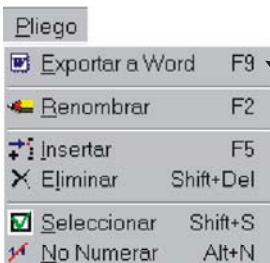 Pliego
Exportar a Word F9
Renombrar F2
Insertar F5
Eliminar Shift+Del
Seleccionar Shift+S
No Numerar Alt+N